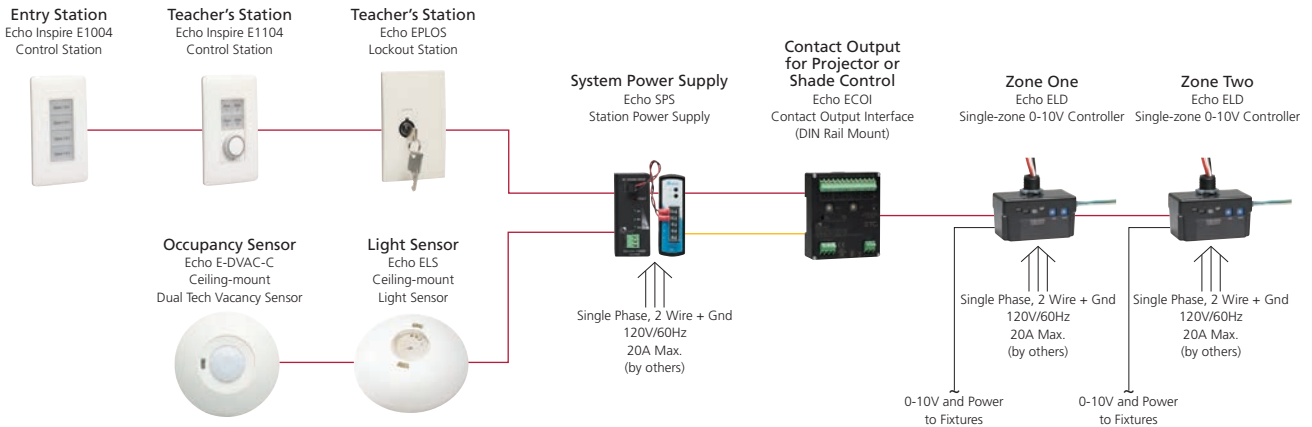 Entry Station
Echo Inspire E1004
Control Station
Teacher's Station
Echo Inspire E1104
Control Station
Teacher's Station
Echo EPLOS
Lockout Station
System Power Supply
Echo SPS
Station Power Supply
Contact Output
for Projector or
Shade Control
Echo ECOI
Contact Output Interface
(DIN Rail Mount)
Zone One
Echo ELD
Single-zone 0-10V Controller
Zone Two
Echo ELD
Single-zone 0-10V Controller
Occupancy Sensor
Echo E-DVAC-C
Ceiling-mount
Dual Tech Vacancy Sensor
Light Sensor
Echo ELS
Ceiling-mount
Light Sensor
Single Phase, 2 Wire + Gnd
120V/60Hz
20A Max.
(by others)
Single Phase, 2 Wire + Gnd
120V/60Hz
20A Max.
(by others)
Single Phase, 2 Wire + Gnd
120V/60Hz
20A Max.
(by others)
~
0-10V and Power
to Fixtures
~
0-10V and Power
to Fixtures